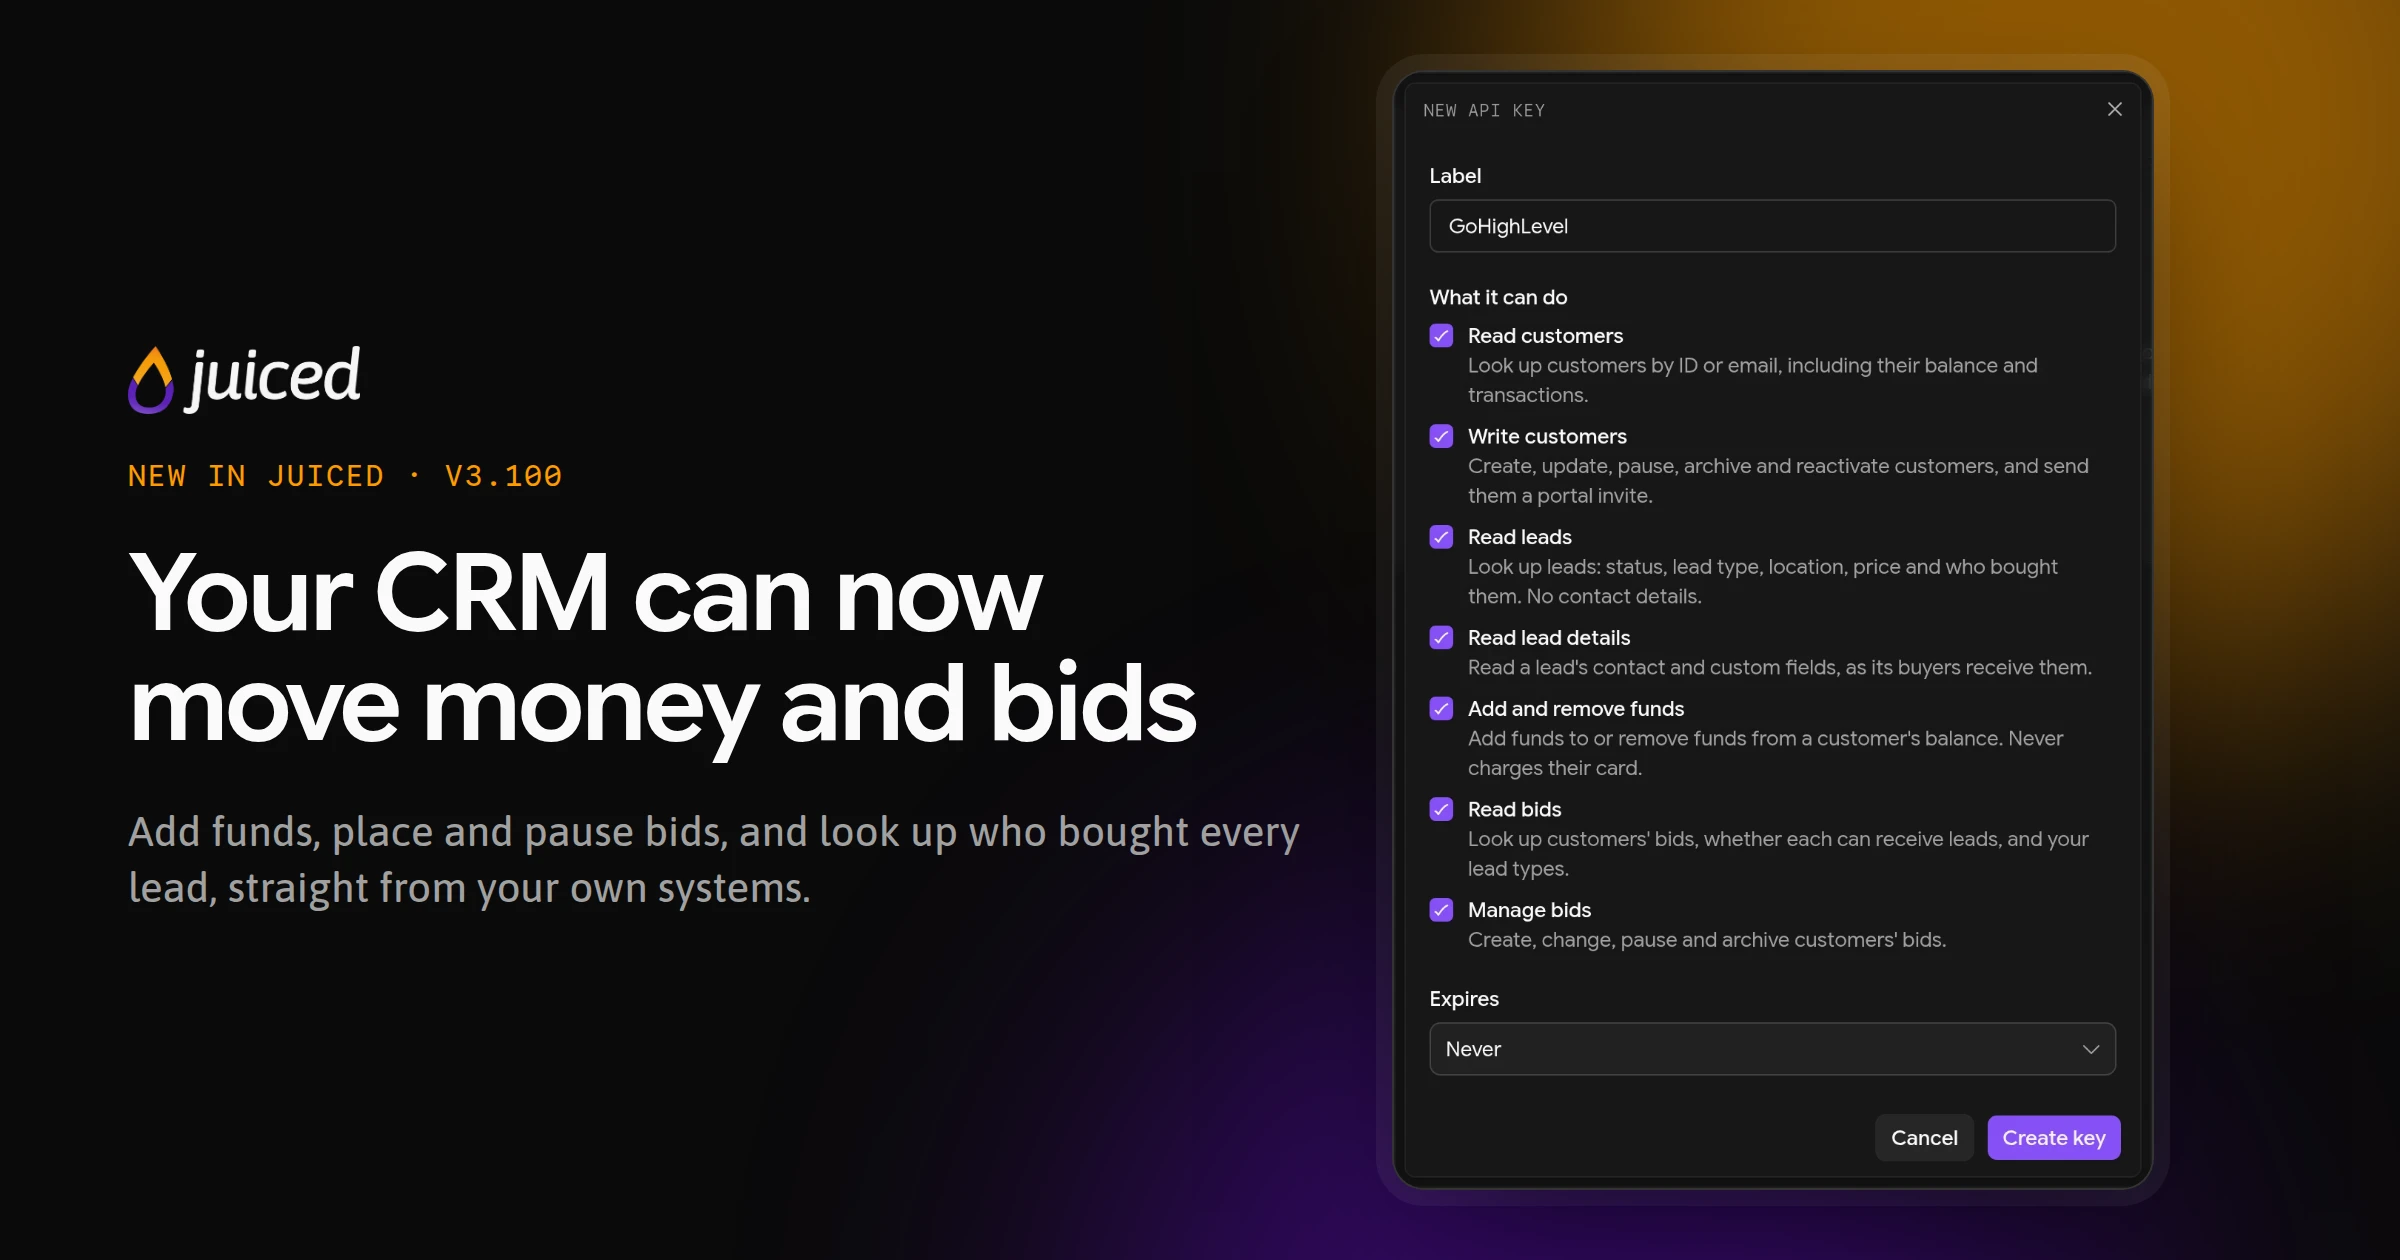 juiced
NEW IN JUICED · V3.100
Your CRM can now
move money and bids
Add funds, place and pause bids, and look up who bought every
lead, straight from your own systems.
NEW API KEY
Label
GoHighLevel
What it can do
Read customers
Look up customers by ID or email, including their balance and
transactions.
Write customers
Create, update, pause, archive and reactivate customers, and send
them a portal invite.
Read leads
Look up leads: status, lead type, location, price and who bought
them. No contact details.
Read lead details
Read a lead's contact and custom fields, as its buyers receive them.
Add and remove funds
Add funds to or remove funds from a customer's balance. Never
charges their card.
Read bids
Look up customers' bids, whether each can receive leads, and your
lead types.
Manage bids
Create, change, pause and archive customers' bids.
Expires
Never
Cancel
Create key